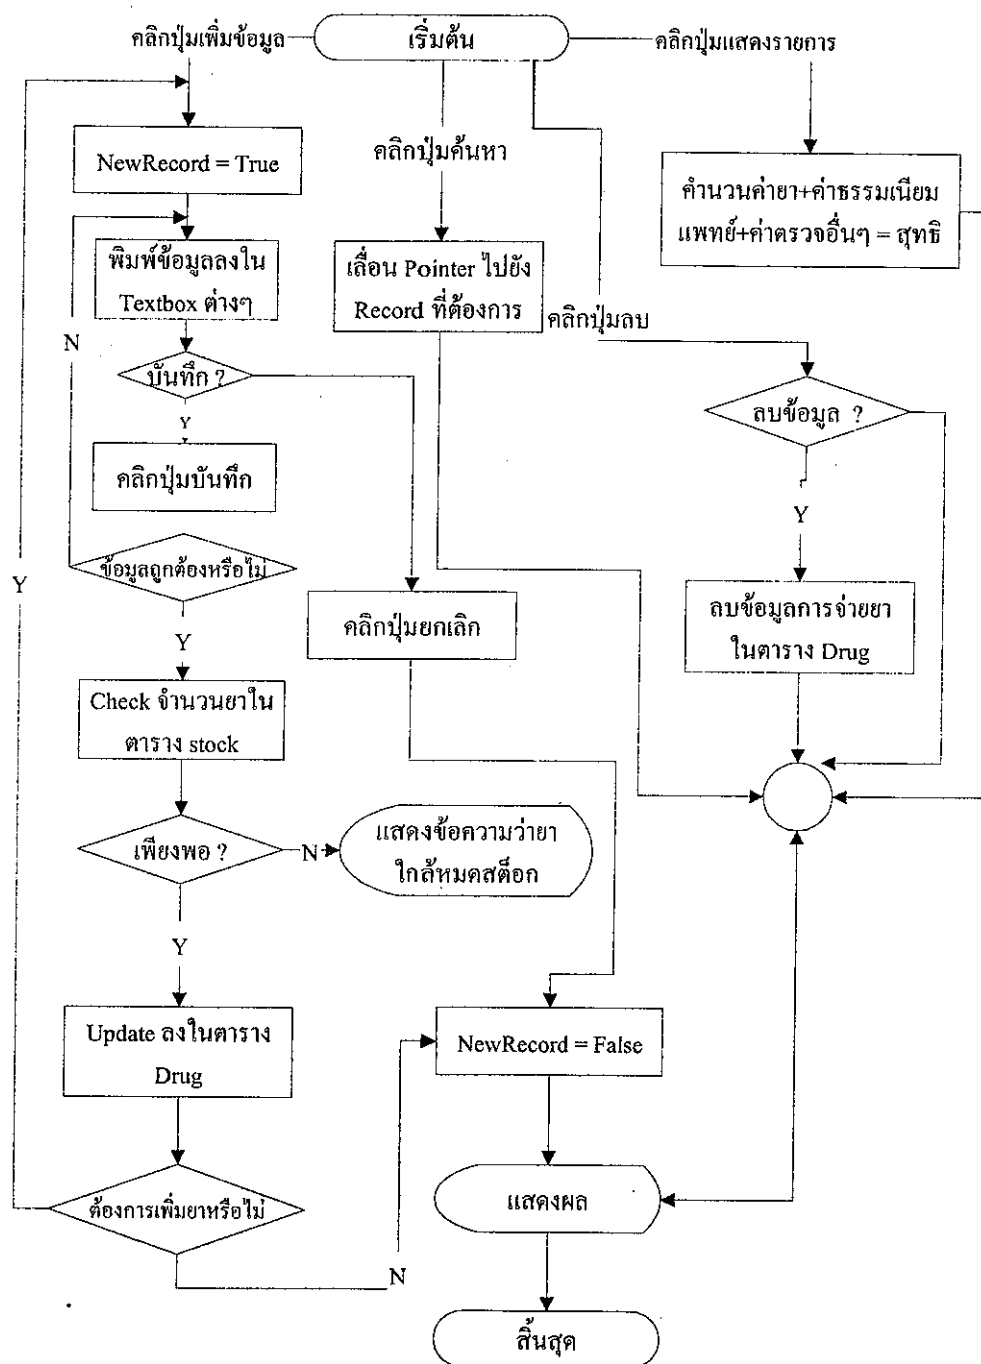 คลิกปุ่มเพิ่มข้อมูล
เริ่มต้น
คลิกปุ่มแสดงรายการ
NewRecord = True
คลิกปุ่มค้นหา
คำนวนค่ายา+ค่าธรรมเนียม
แพทย์+ค่าตรวจอื่นๆ = สุทธิ
พิมพ์ข้อมูลลงใน
Textbox ต่างๆ
เลื่อน Pointer ไปยัง
Record ที่ต้องการ
คลิกปุ่มลบ
N
บันทึก ?
ลบข้อมูล ?
Y
คลิกปุ่มบันทึก
Y
ข้อมูลถูกต้องหรือไม่
Y
คลิกปุ่มยกเลิก
ลบข้อมูลการจ่ายยา
ในตาราง Drug
Y
Check จำนวนยาใน
ตาราง stock
เพียงพอ ?
N
แสดงข้อความว่ายา
ใกล้หมดสต็อก
Y
Update ลงในตาราง
Drug
NewRecord = False
ต้องการเพิ่มยาหรือไม่
แสดงผล
N
สิ้นสุด